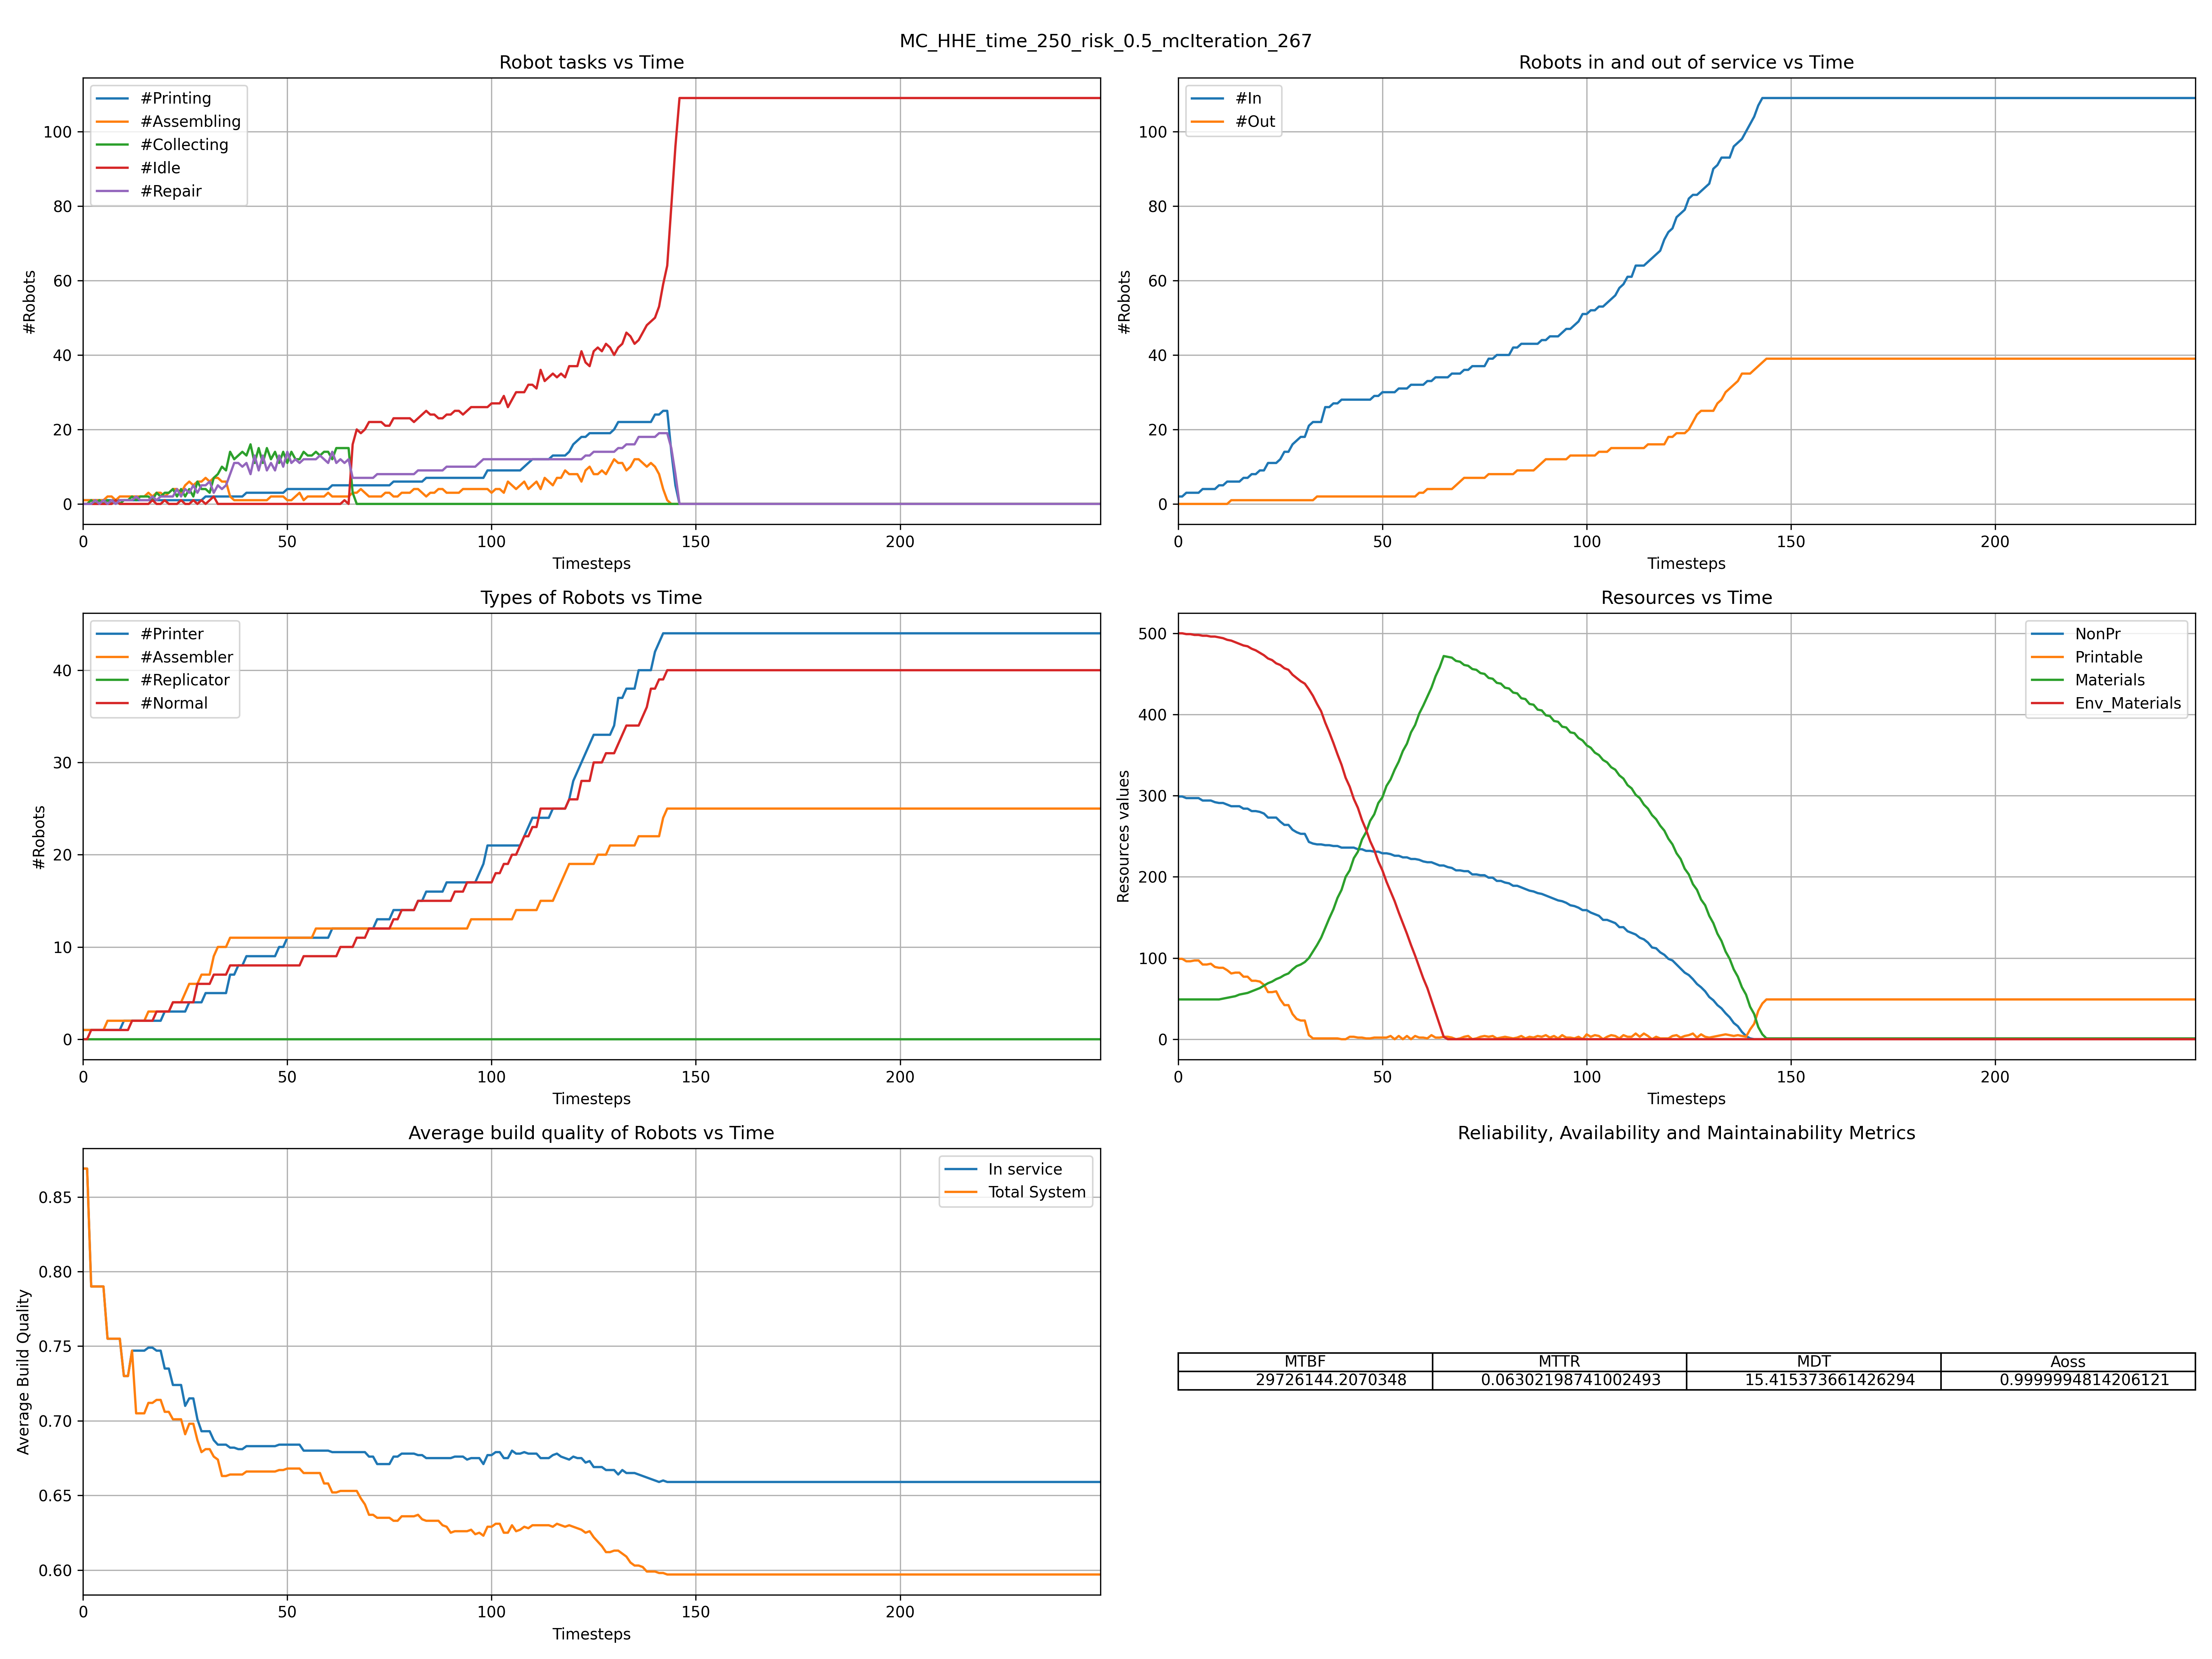 MC_HHE_time_250_risk_0.5_mcIteration_267
Robot tasks vs Time
#Printing
#Assembling
#Collecting
#Idle
#Repair
#Robots
100
80
60
40
20
0
0 50 100 150 200
Timesteps
Robots in and out of service vs Time
#In
#Out
#Robots
100
80
60
40
20
0
0 50 100 150 200
Timesteps
Types of Robots vs Time
#Printer
#Assembler
#Replicator
#Normal
#Robots
40
30
20
10
0
0 50 100 150 200
Timesteps
Resources vs Time
NonPr
Printable
Materials
Env_Materials
Resources values
500
400
300
200
100
0
0 50 100 150 200
Timesteps
Average build quality of Robots vs Time
In service
Total System
Average Build Quality
0.85
0.80
0.75
0.70
0.65
0.60
0 50 100 150 200
Timesteps
Reliability, Availability and Maintainability Metrics
MTBF MTTR MDT Aoss
29726144.2070348 0.06302198741002493 15.415373661426294 0.9999994814206121